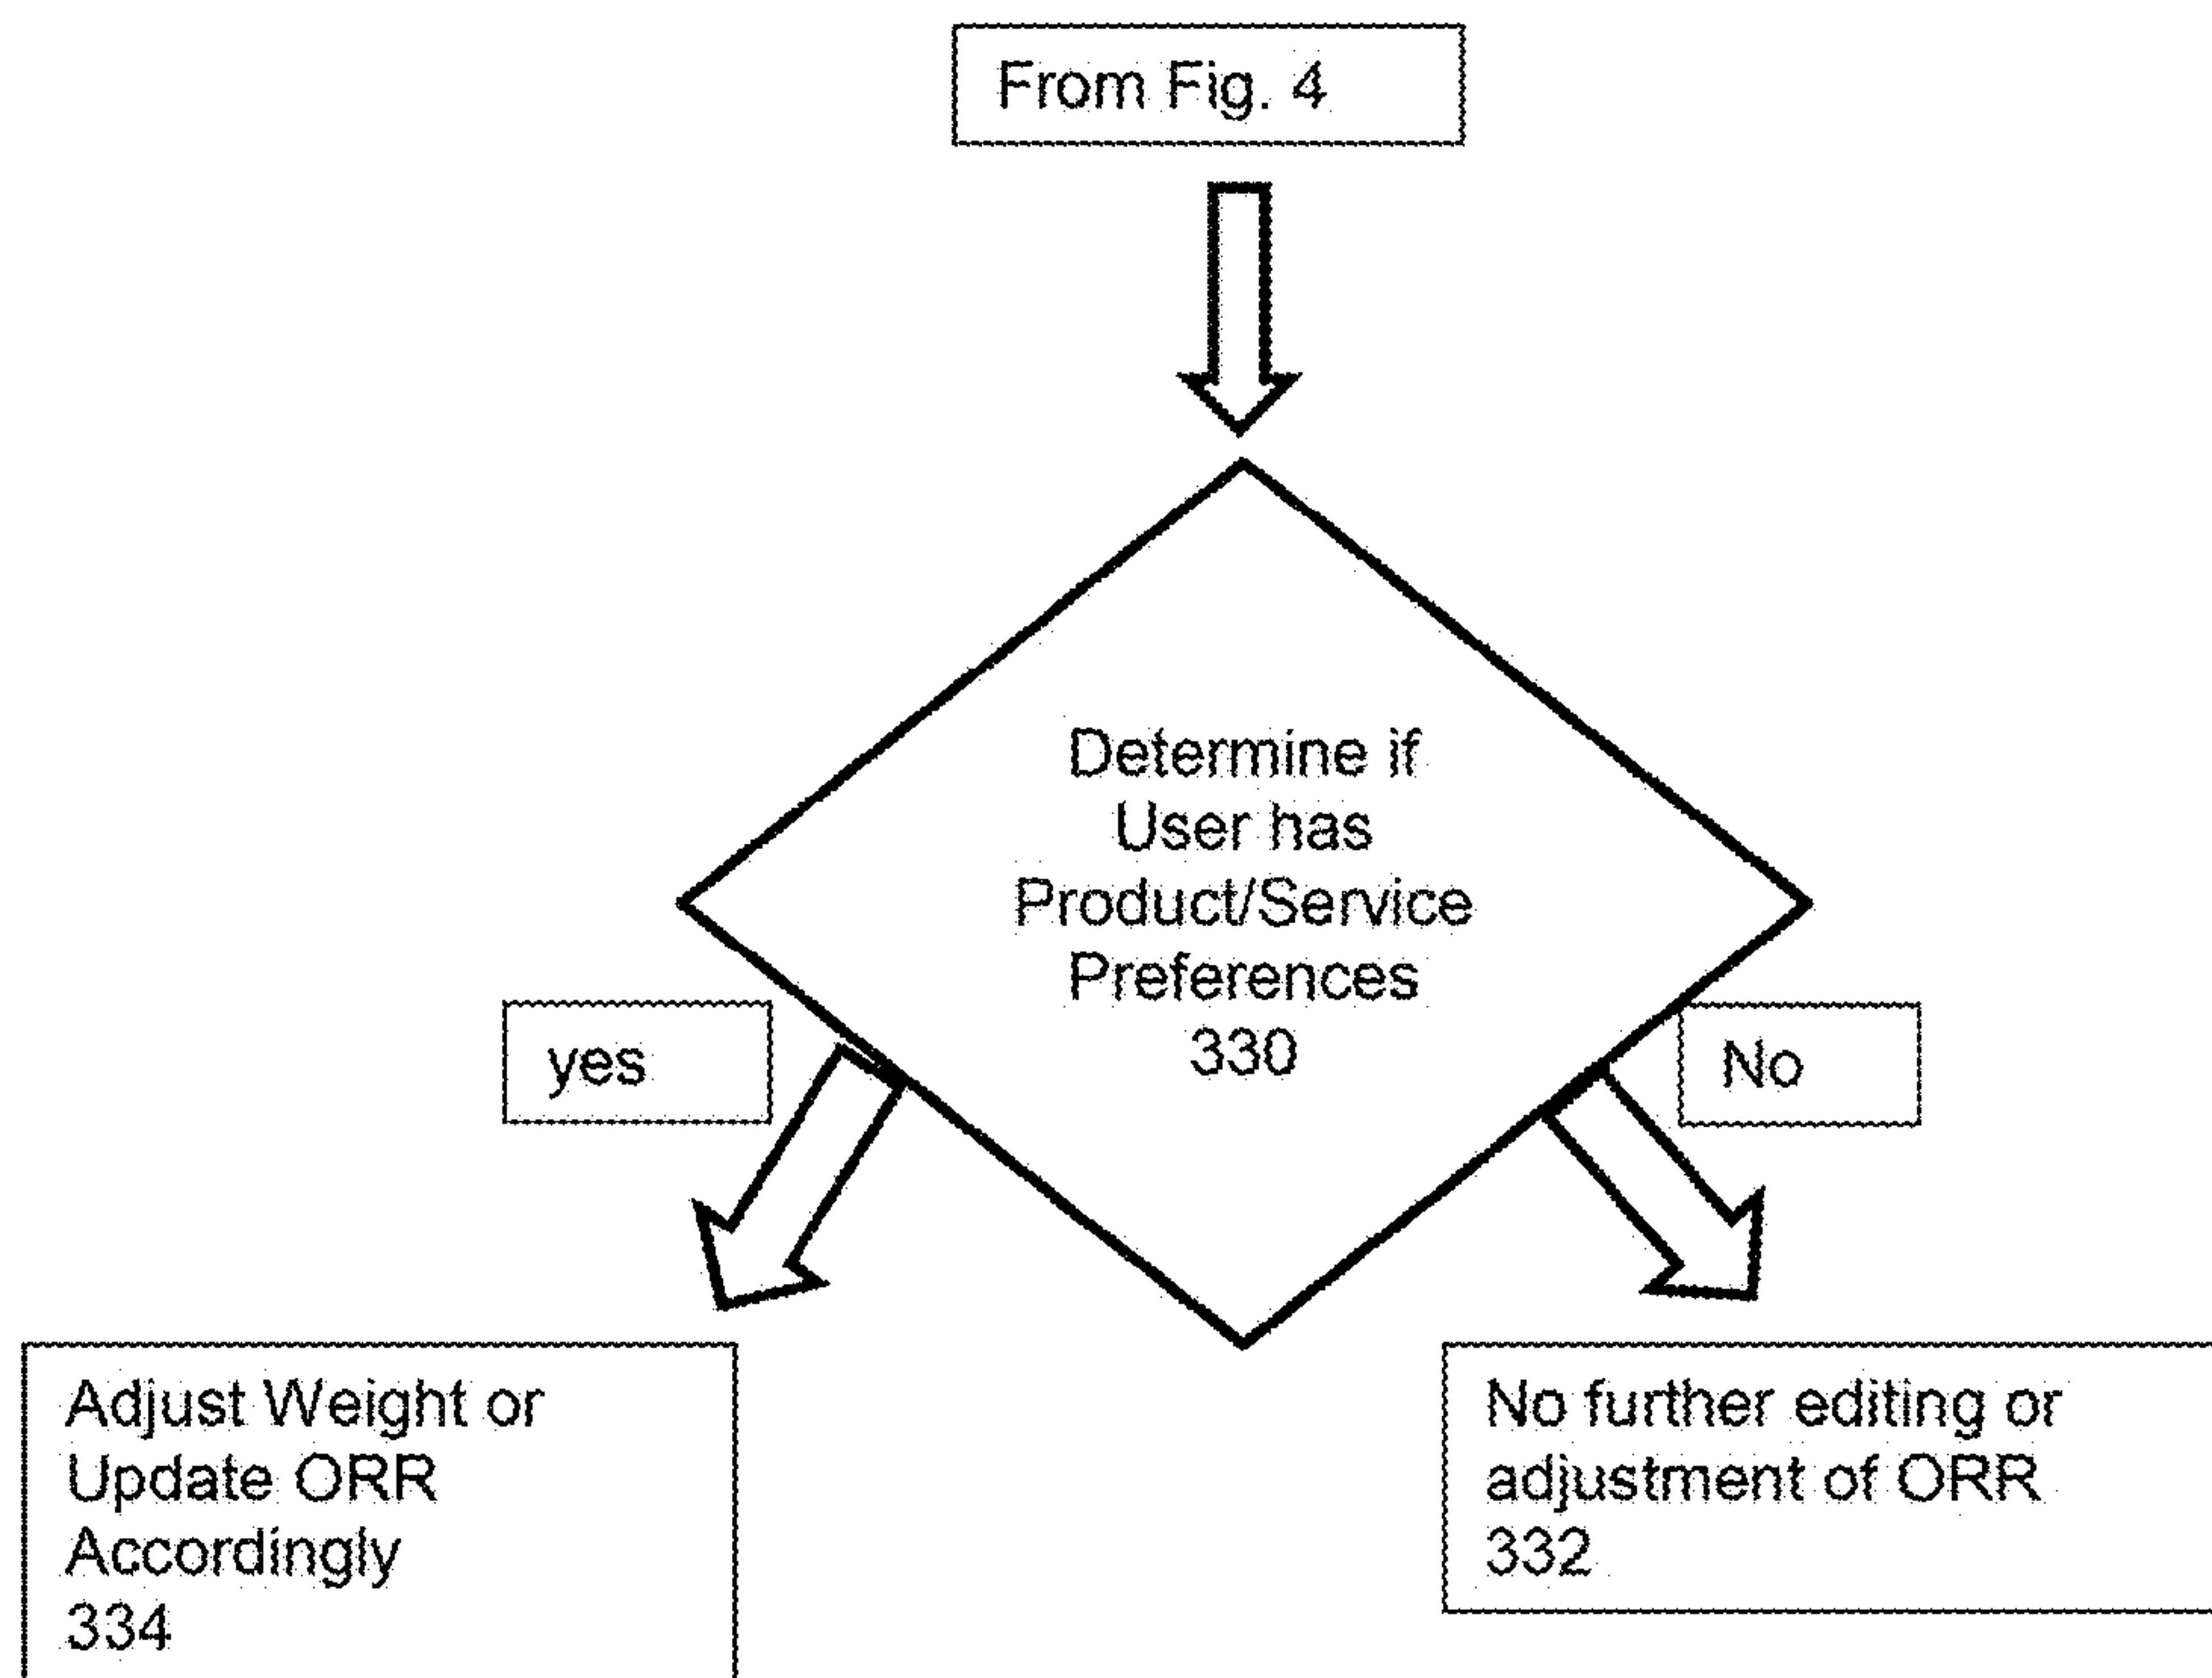 From Fig. 4
Determine if
User has
Product/Service
Preferences
330
yes
No
Adjust Weight or
Update ORR
Accordingly
334
No further editing or
adjustment of ORR
332